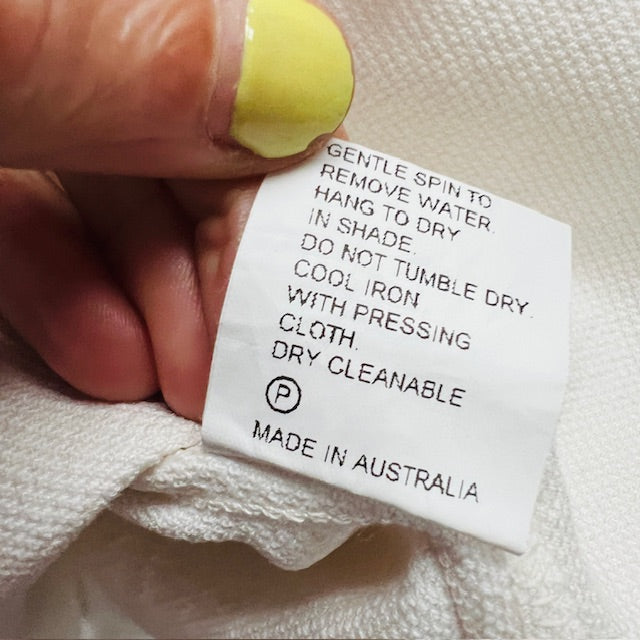 GENTLE SPIN TO
REMOVE WATER.
HANG TO DRY
IN SHADE.
DO NOT TUMBLE DRY.
COOL IRON
WITH PRESSING
CLOTH.
DRY CLEANABLE
P
MADE IN AUSTRALIA